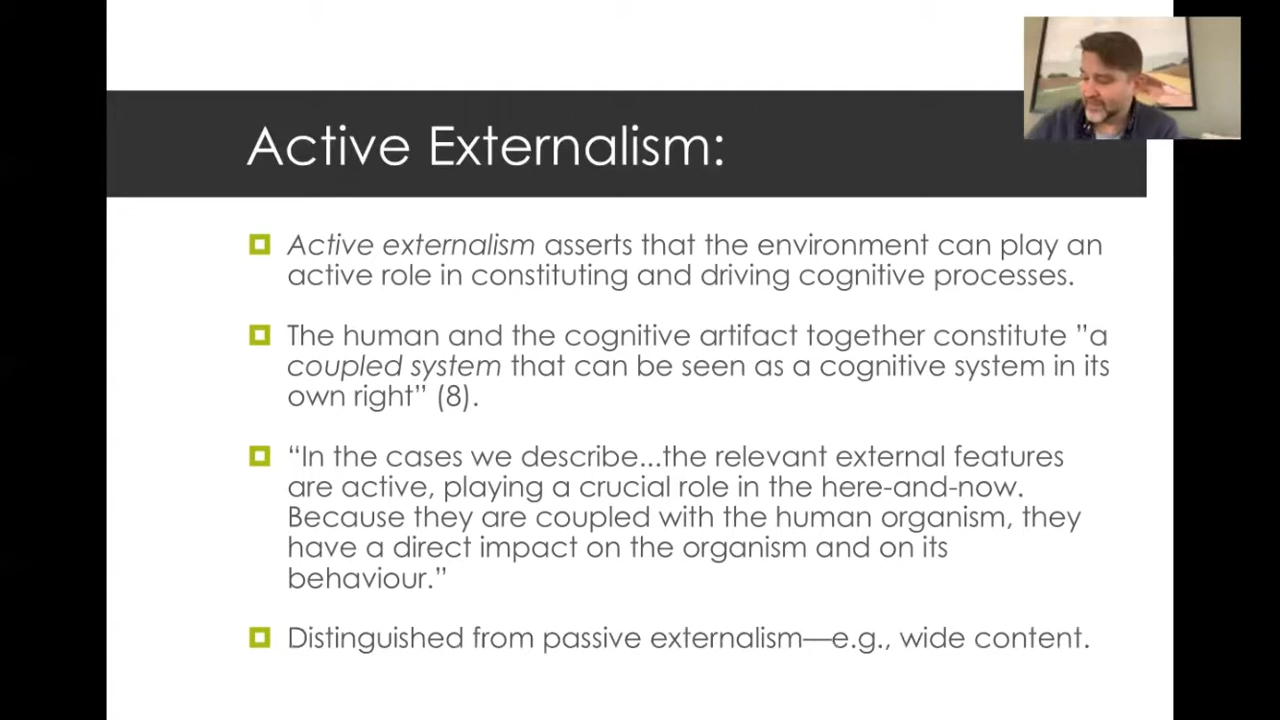 Active Externalism:
Active externalism asserts that the environment can play an
active role in constituting and driving cognitive processes.
The human and the cognitive artifact together constitute ”a
coupled system that can be seen as a cognitive system in its
own right” (8).
“In the cases we describe...the relevant external features
are active, playing a crucial role in the here-and-now.
Because they are coupled with the human organism, they
have a direct impact on the organism and on its
behaviour.”
Distinguished from passive externalism—e.g., wide content.